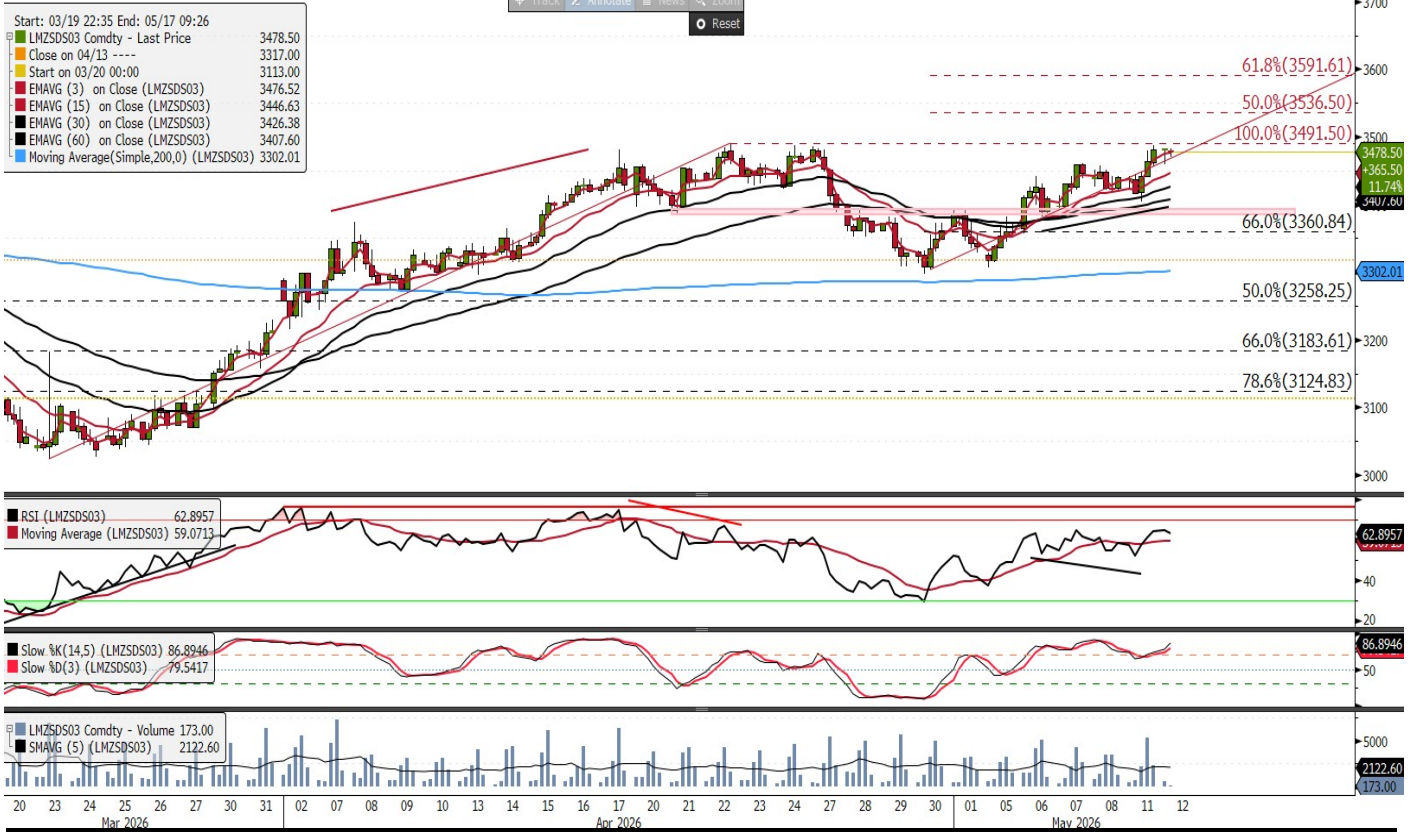 Track Annotate News Zoom
Reset
Start: 03/19 22:35 End: 05/17 09:26
LMZSDS03 Comdty - Last Price 3478.50
Close on 04/13 ---- 3317.00
Start on 03/20 00:00 3113.00
EMAVG (3) on Close (LMZSDS03) 3476.52
EMAVG (15) on Close (LMZSDS03) 3446.63
EMAVG (30) on Close (LMZSDS03) 3426.38
EMAVG (60) on Close (LMZSDS03) 3407.60
Moving Average(Simple,200,0) (LMZSDS03) 3302.01
3700
61.8%(3591.61)
3600
50.0%(3536.50)
100.0%(3491.50)
3500
3478.50
+365.50
11.74%
3407.60
66.0%(3360.84)
3302.01
50.0%(3258.25)
66.0%(3183.61)
3200
78.6%(3124.83)
3100
3000
RSI (LMZSDS03) 62.8957
Moving Average (LMZSDS03) 59.0713
62.8957
40
20
Slow %K(14,5) (LMZSDS03) 86.8946
Slow %D(3) (LMZSDS03) 79.5417
86.8946
50
LMZSDS03 Comdty - Volume 173.00
SMAVG (5) (LMZSDS03) 2122.60
5000
2122.60
173.00
20 23 24 25 26 27 30 31 02 07 08 09 10 13 14 15 16 17 20 21 22 23 24 27 28 29 30 01 05 06 07 08 11 12
Mar 2026 Apr 2026 May 2026